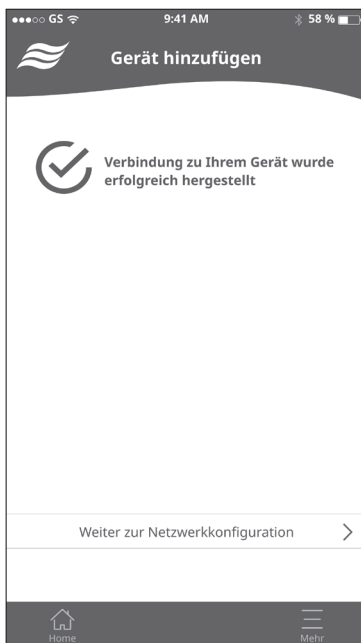 GS 9:41 AM 58 %
Gerät hinzufügen
Verbindung zu Ihrem Gerät wurde
erfolgreich hergestellt
Weiter zur Netzwerkkonfiguration
Home Mehr